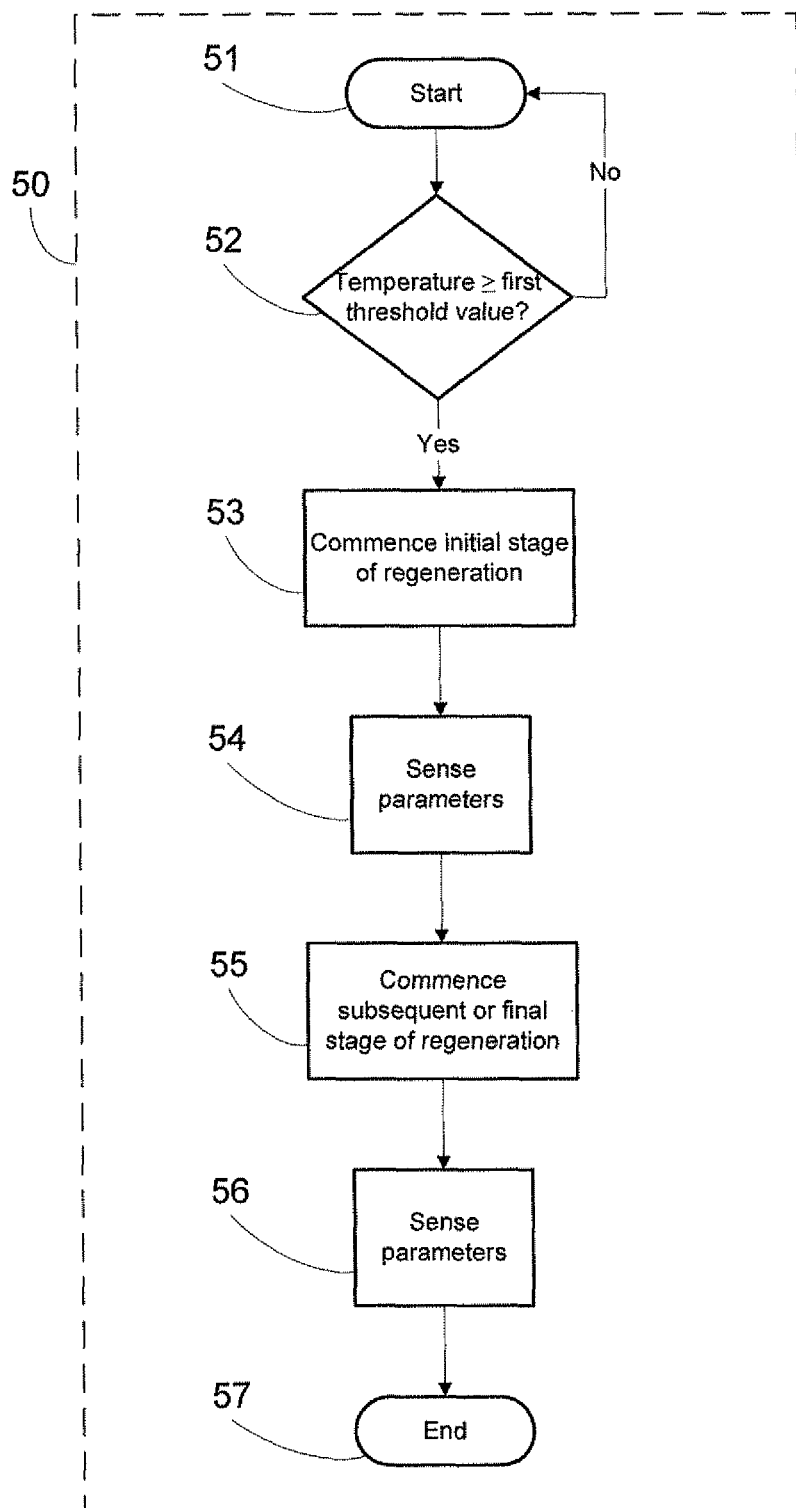 51
Start
No
50
52
Temperature ≥ first
threshold value?
Yes
53
Commence initial stage
of regeneration
54
Sense
parameters
55
Commence
subsequent or final
stage of regeneration
56
Sense
parameters
57
End